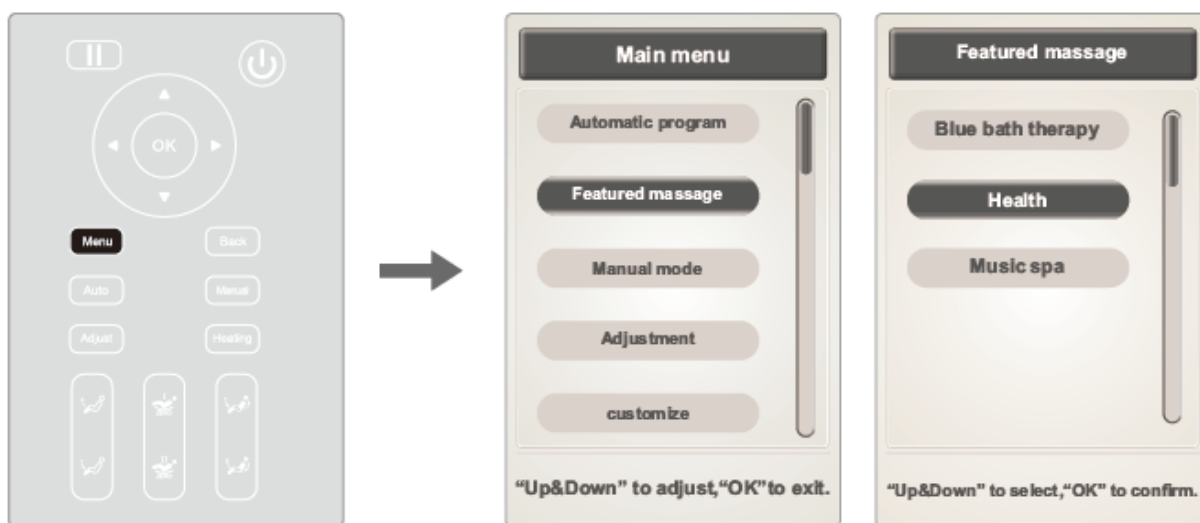 OK
Menu
Back
Auto
Manual
Adjust
Heating
Main menu
Automatic program
Featured massage
Manual mode
Adjustment
customize
“Up&Down” to adjust,“OK”to exit.
Featured massage
Blue bath therapy
Health
Music spa
“Up&Down” to select,“OK” to confirm.